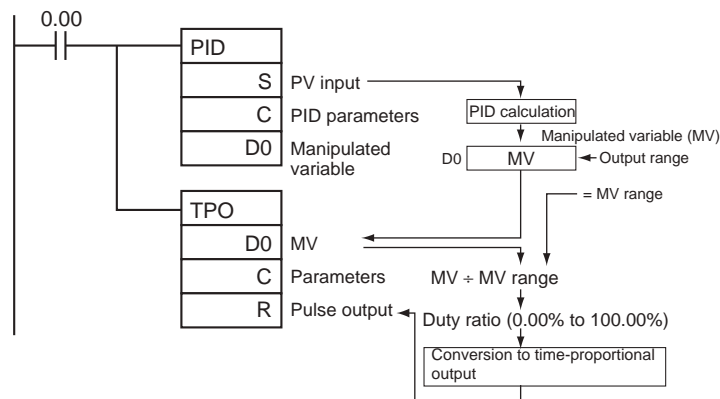 0.00
PID
S PV input
PID calculation
C PID parameters
Manipulated variable (MV)
D0 Manipulated
variable
D0 MV Output range
= MV range
TPO
D0 MV
C Parameters
MV ÷ MV range
R Pulse output
Duty ratio (0.00% to 100.00%)
Conversion to time-proportional
output